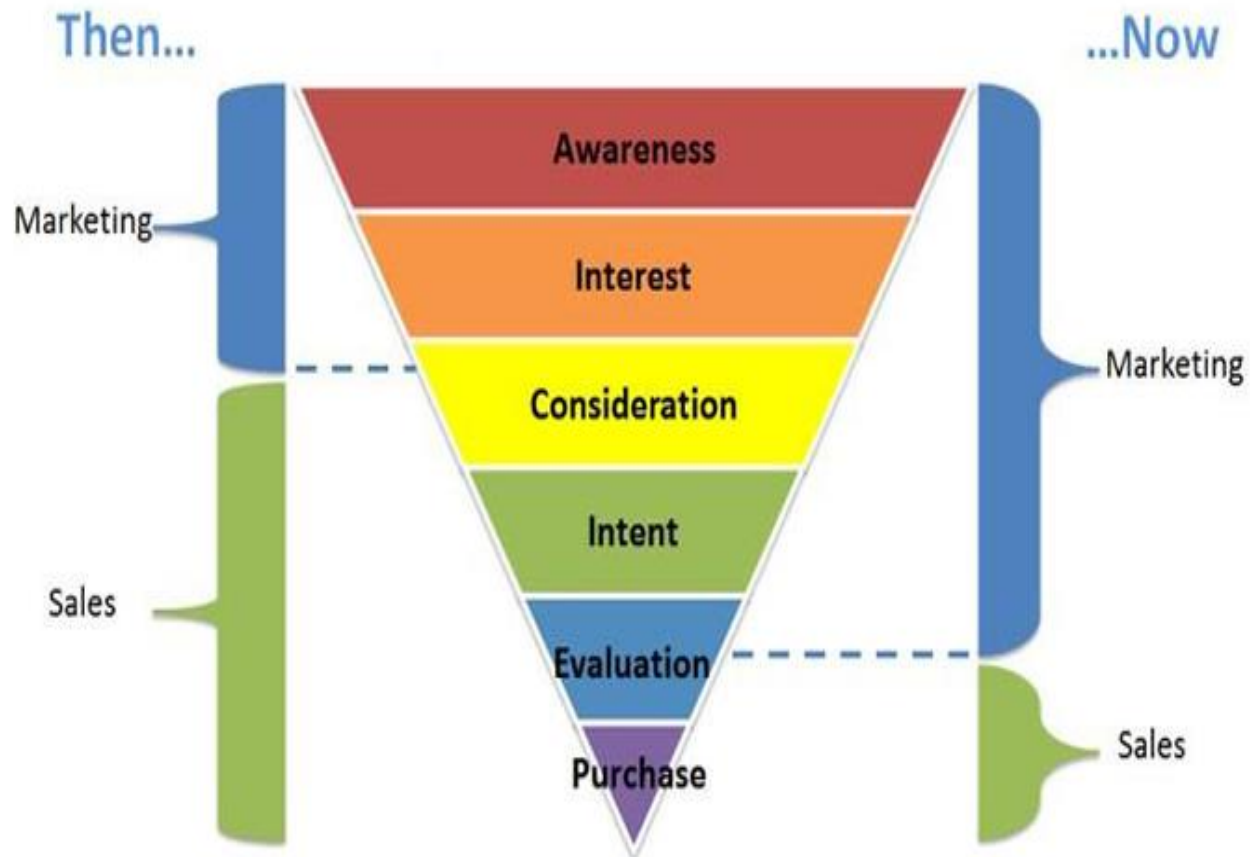 Then...
...Now
Awareness
Marketing
Interest
Marketing
Consideration
Intent
Sales
Evaluation
Sales
Purchase